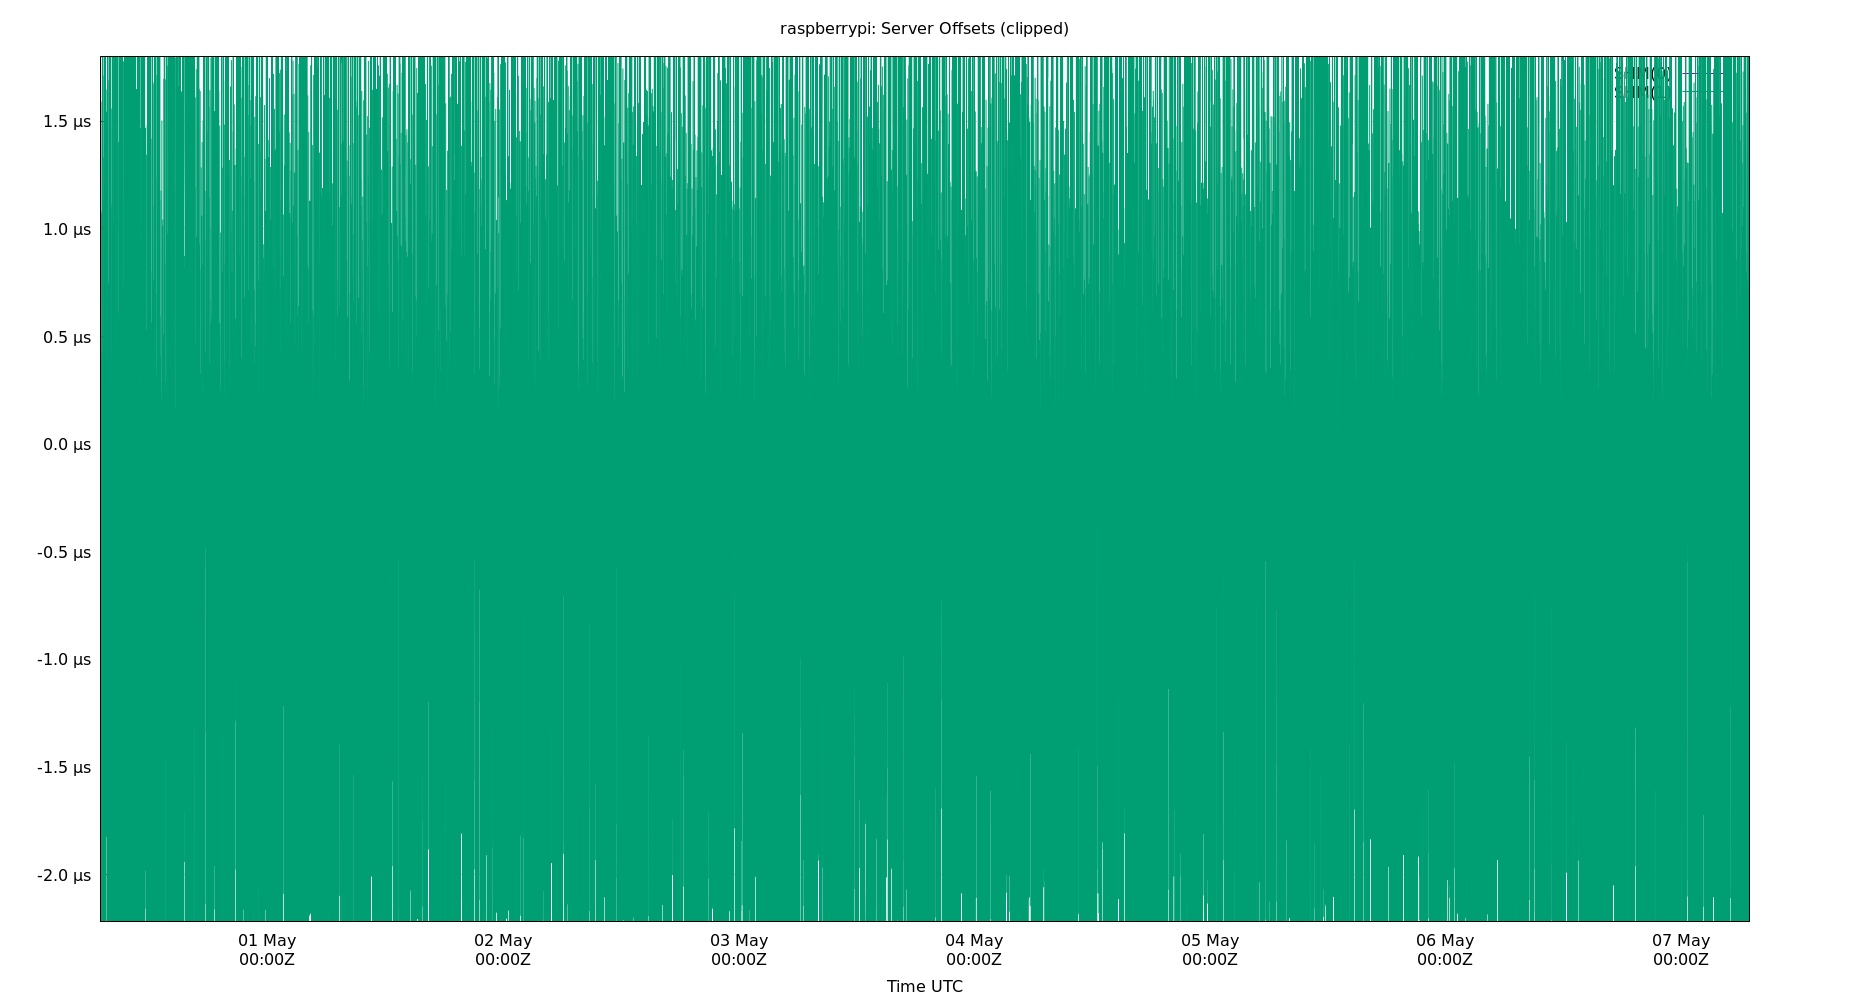 raspberrypi: Server Offsets (clipped)
SHM(0)
1.5 µs
1.0 µs
0.5 µs
0.0 µs
-0.5 µs
-1.0 µs
-1.5 µs
-2.0 µs
01 May
00:00Z
02 May
00:00Z
03 May
00:00Z
04 May
00:00Z
05 May
00:00Z
06 May
00:00Z
07 May
00:00Z
Time UTC